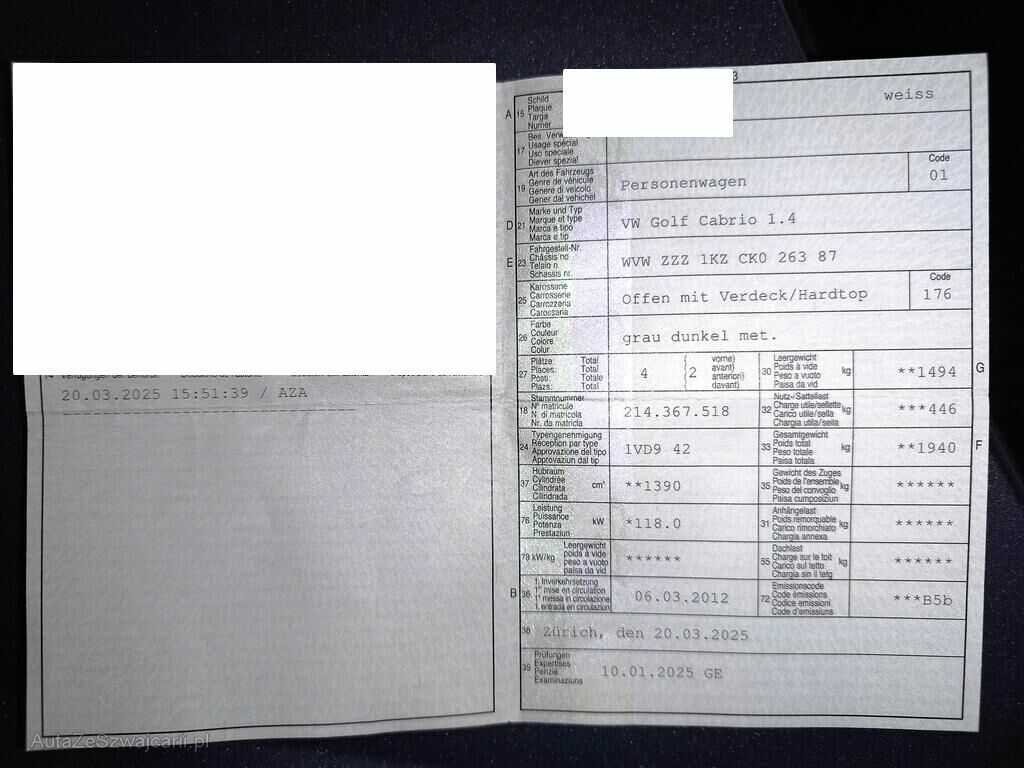 20.03.2025 15:51:39 / AZA
3
A 15 Schild
Plaque
Targa
Numer
weiss
17 Bes.
Usage spécial
Uso speciale
Diever spezial
19 Art des Fahrzeugs
Genre de véhicule
Genere di veicolo
Gener dal vehichel
Personenwagen
Code
01
D 21 Marke und Typ
Marque et type
Marca e tipo
Marca e tip
VW Golf Cabrio 1.4
E 23 Fahrgestell-Nr.
Châssis no
Telaio n.
Schassis nr.
WVW ZZZ 1KZ CK0 263 87
25 Karosserie
Carrosserie
Carrozzeria
Carossaria
Offen mit Verdeck/Hardtop
Code
176
26 Farbe
Couleur
Colore
Colur
grau dunkel met.
27 Plätze: Total
Places: Total
Posti: Totale
Plazs: Total
4 ( 2 vorne)
avant)
anteriori)
davant)
30 Leergewicht
Poids à vide
Peso a vuoto
Paisa da vid
kg **1494 G
18 Stammnummer
N° matricule
N. di matricola
Nr. da matricla
214.367.518
32 Nutz-/Sattellast
Charge utile/sellette
Carico utile/sella
Chargia utila/sella
kg ***446
24 Typengenehmigung
Réception par type
Approvazione del tipo
Approvaziun dal tip
1VD9 42
33 Gesamtgewicht
Poids total
Peso totale
Paisa totala
kg **1940 F
37 Hubraum
Cylindrée
Cilindrata
Cilindrada
cm³ **1390
35 Gewicht des Zuges
Poids de l'ensemble
Peso del convoglio
Paisa cumposiziun
kg ******
76 Leistung
Puissance
Potenza
Prestaziun
kW *118.0
31 Anhängelast
Poids remorquable
Carico rimorchiato
Chargia annexa
kg ******
78 kW/kg Leergewicht
poids à vide
peso a vuoto
paisa da vid
******
55 Dachlast
Charge sur le toit
Carico sul tetto
Chargia sin il tetg
kg ******
B 36 1. Inverkehrsetzung
1re mise en circulation
1a messa in circolazione
1. entrada en circulaziun
06.03.2012
72 Emissionscode
Code émissions
Codice emissioni
Code d'emissiuns
***B5b
38 Zürich, den 20.03.2025
39 Prüfungen
Expertises
Perizie
Examinaziuns
10.01.2025 GE
AutaZeSzwajcarii.pl